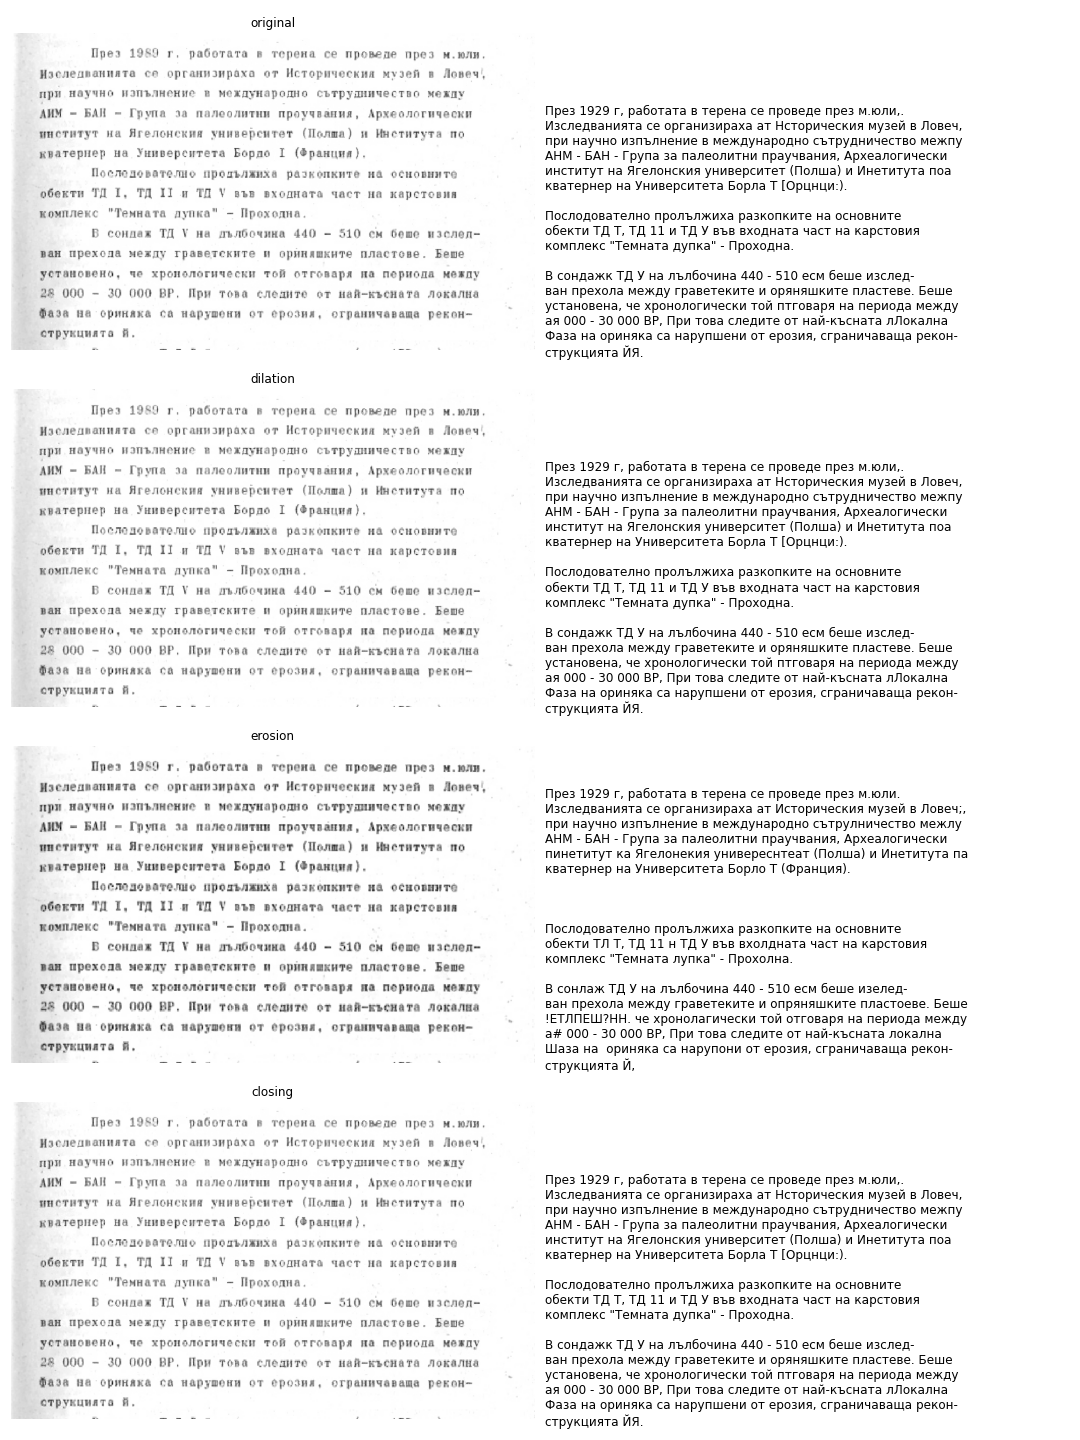 original
През 1989 г. работата в терена се проведе през м.юли.
Изследванията се организираха от Историческия музей в Ловеч,
при научно изпълнение в международно сътрудничество между
АИМ – БАН – Група за палеолитни проучвания, Археологически
институт на Ягелонския университет (Полша) и Института по
кватернер на Университета Бордо I (Франция).
Последователно продължиха разкопките на основните
обекти ТД I, ТД II и ТД V във входната част на карстовия
комплекс "Темната дупка" – Проходна.
В сондаж ТД V на дълбочина 440 – 510 см беше изслед–
ван прехода между граветските и ориняшките пластове. Беше
установено, че хронологически той отговаря на периода между
28 000 – 30 000 ВР. При това следите от най–късната локална
Фаза на ориняка са нарушени от ерозия, ограничаваща рекон–
струкцията й.
През 1929 г, работата в терена се проведе през м.юли,.
Изследванията се организираха ат Нсторическия музей в Ловеч,
при научно изпълнение в международно сътрудничество межпу
АНМ - БАН - Група за палеолитни праучвания, Археалогически
институт на Ягелонския университет (Полша) и Инетитута поа
кватернер на Университета Борла Т [Орцнци:).
Послодователно пролължиха разкопките на основните
обекти ТД Т, ТД 11 и ТД У във входната част на карстовия
комплекс "Темната дупка" - Проходна.
В сондажк ТД У на лълбочина 440 - 510 есм беше изслед-
ван прехола между граветеките и оряняшките пластеве. Беше
установена, че хронологически той птговаря на периода между
ая 000 - 30 000 ВР, При това следите от най-късната лЛокална
Фаза на ориняка са нарупшени от ерозия, сграничаваща рекон-
струкцията ЙЯ.
dilation
През 1989 г. работата в терена се проведе през м.юли.
Изследванията се организираха от Историческия музей в Ловеч,
при научно изпълнение в международно сътрудничество между
АИМ – БАН – Група за палеолитни проучвания, Археологически
институт на Ягелонския университет (Полша) и Института по
кватернер на Университета Бордо I (Франция).
Последователно продължиха разкопките на основните
обекти ТД I, ТД II и ТД V във входната част на карстовия
комплекс "Темната дупка" – Проходна.
В сондаж ТД V на дълбочина 440 – 510 см беше изслед–
ван прехода между граветските и ориняшките пластове. Беше
установено, че хронологически той отговаря на периода между
28 000 – 30 000 ВР. При това следите от най–късната локална
Фаза на ориняка са нарушени от ерозия, ограничаваща рекон–
струкцията й.
През 1929 г, работата в терена се проведе през м.юли,.
Изследванията се организираха ат Нсторическия музей в Ловеч,
при научно изпълнение в международно сътрудничество межпу
АНМ - БАН - Група за палеолитни праучвания, Археалогически
институт на Ягелонския университет (Полша) и Инетитута поа
кватернер на Университета Борла Т [Орцнци:).
Послодователно пролължиха разкопките на основните
обекти ТД Т, ТД 11 и ТД У във входната част на карстовия
комплекс "Темната дупка" - Проходна.
В сондажк ТД У на лълбочина 440 - 510 есм беше изслед-
ван прехола между граветеките и оряняшките пластеве. Беше
установена, че хронологически той птговаря на периода между
ая 000 - 30 000 ВР, При това следите от най-късната лЛокална
Фаза на ориняка са нарупшени от ерозия, сграничаваща рекон-
струкцията ЙЯ.
erosion
През 1989 г. работата в терена се проведе през м.юли.
Изследванията се организираха от Историческия музей в Ловеч,
при научно изпълнение в международно сътрудничество между
АИМ – БАН – Група за палеолитни проучвания, Археологически
институт на Ягелонския университет (Полша) и Института по
кватернер на Университета Бордо I (Франция).
Последователно продължиха разкопките на основните
обекти ТД I, ТД II и ТД V във входната част на карстовия
комплекс "Темната дупка" – Проходна.
В сондаж ТД V на дълбочина 440 – 510 см беше изслед–
ван прехода между граветските и ориняшките пластове. Беше
установено, че хронологически той отговаря на периода между
28 000 – 30 000 ВР. При това следите от най–късната локална
Фаза на ориняка са нарушени от ерозия, ограничаваща рекон–
струкцията й.
През 1929 г, работата в терена се проведе през м.юли.
Изследванията се организираха ат Историческия музей в Ловеч;,
при научно изпълнение в международно сътрулничество межлу
АНМ - БАН - Група за палеолитни праучвания, Археалогически
пинетитут ка Ягелонекия универеснтеат (Полша) и Инетитута па
кватернер на Университета Борло Т (Франция).
Послодователно пролължиха разкопките на основните
обекти ТЛ Т, ТД 11 н ТД У във вхолдната част на карстовия
комплекс "Темната лупка" - Прохолна.
В сонлаж ТД У на лълбочина 440 - 510 есм беше изелед-
ван прехола между граветеките и опряняшките пластоеве. Беше
!ЕТЛПЕШ?НН. че хронолагически той отговаря на периода между
а# 000 - 30 000 ВР, При това следите от най-късната локална
Шаза на  ориняка са нарупони от ерозия, сграничаваща рекон-
струкцията Й,
closing
През 1989 г. работата в терена се проведе през м.юли.
Изследванията се организираха от Историческия музей в Ловеч,
при научно изпълнение в международно сътрудничество между
АИМ – БАН – Група за палеолитни проучвания, Археологически
институт на Ягелонския университет (Полша) и Института по
кватернер на Университета Бордо I (Франция).
Последователно продължиха разкопките на основните
обекти ТД I, ТД II и ТД V във входната част на карстовия
комплекс "Темната дупка" – Проходна.
В сондаж ТД V на дълбочина 440 – 510 см беше изслед–
ван прехода между граветските и ориняшките пластове. Беше
установено, че хронологически той отговаря на периода между
28 000 – 30 000 ВР. При това следите от най–късната локална
Фаза на ориняка са нарушени от ерозия, ограничаваща рекон–
струкцията й.
През 1929 г, работата в терена се проведе през м.юли,.
Изследванията се организираха ат Нсторическия музей в Ловеч,
при научно изпълнение в международно сътрудничество межпу
АНМ - БАН - Група за палеолитни праучвания, Археалогически
институт на Ягелонския университет (Полша) и Инетитута поа
кватернер на Университета Борла Т [Орцнци:).
Послодователно пролължиха разкопките на основните
обекти ТД Т, ТД 11 и ТД У във входната част на карстовия
комплекс "Темната дупка" - Проходна.
В сондажк ТД У на лълбочина 440 - 510 есм беше изслед-
ван прехола между граветеките и оряняшките пластеве. Беше
установена, че хронологически той птговаря на периода между
ая 000 - 30 000 ВР, При това следите от най-късната лЛокална
Фаза на ориняка са нарупшени от ерозия, сграничаваща рекон-
струкцията ЙЯ.